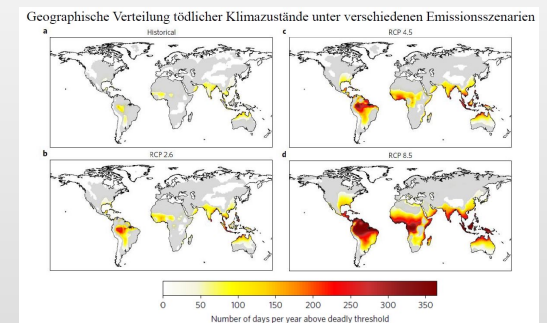 Geographische Verteilung tödlicher Klimazustände unter verschiedenen Emissionsszenarien
a Historical
c RCP 4.5
b RCP 2.6
d RCP 8.5
0 50 100 150 200 250 300 350
Number of days per year above deadly threshold